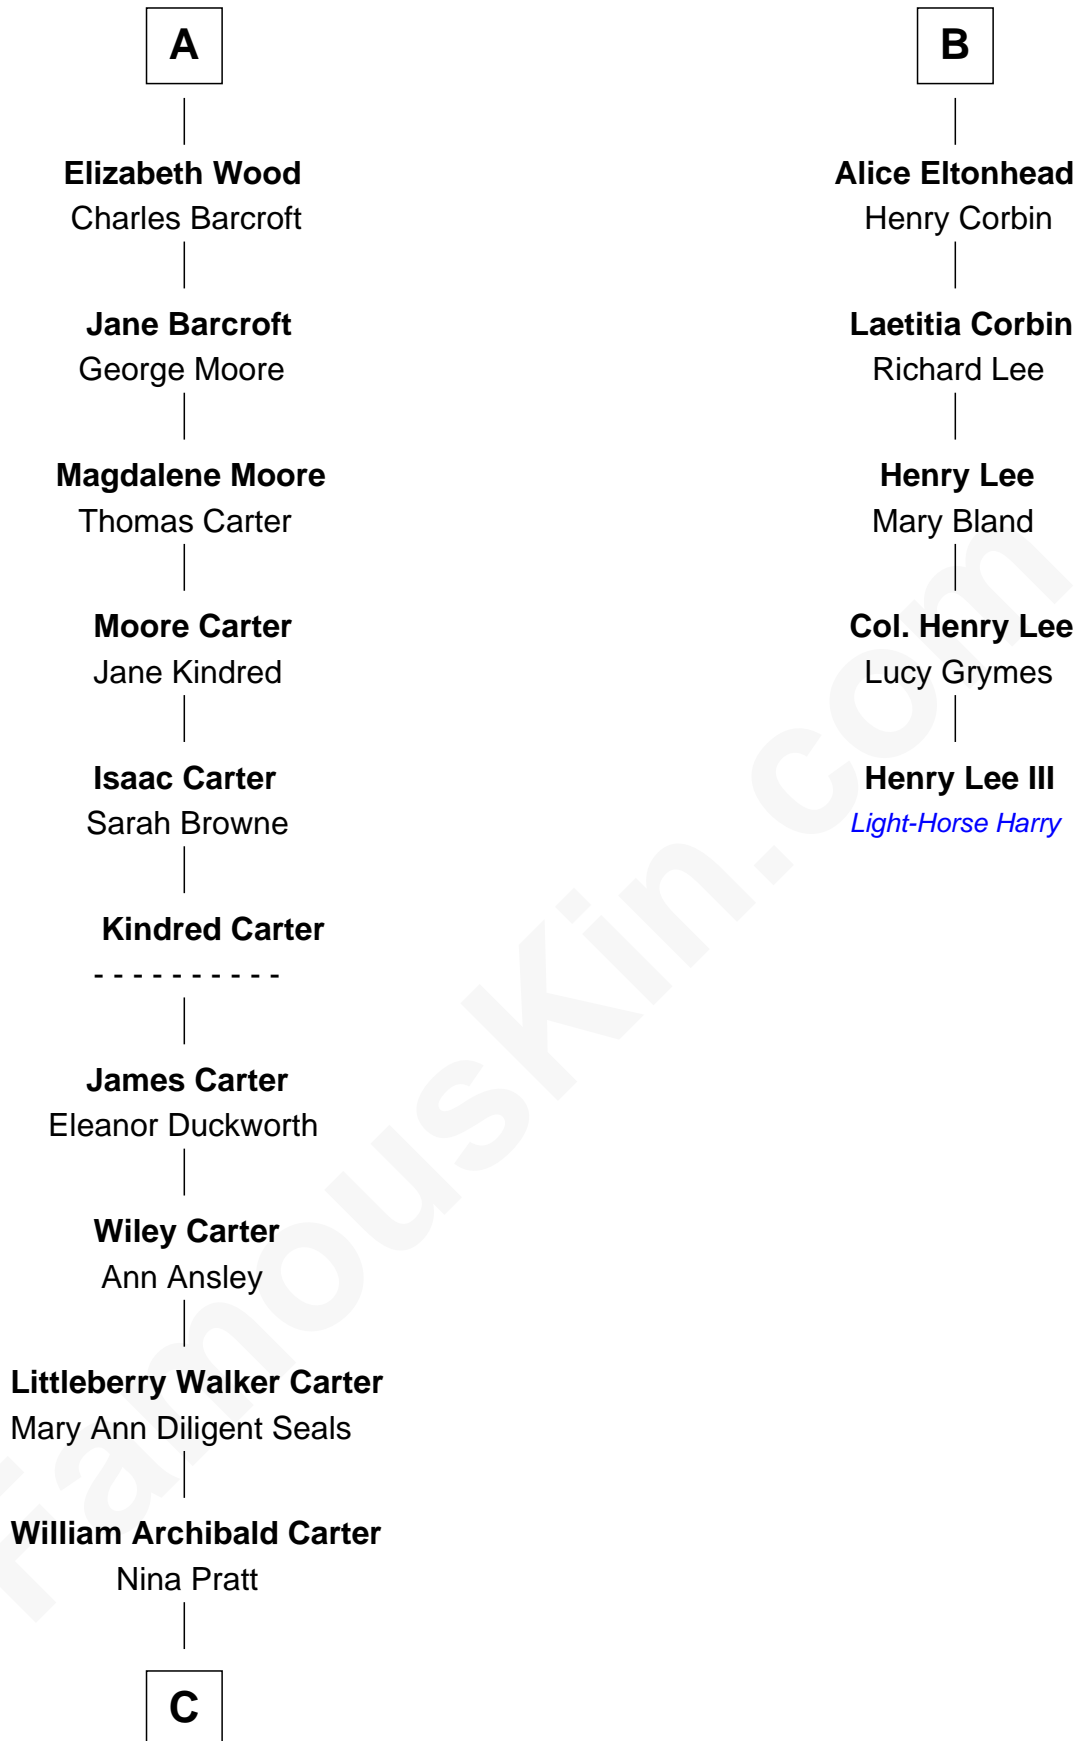 A
Elizabeth Wood
Charles Barcroft
Jane Barcroft
George Moore
Magdalene Moore
Thomas Carter
Moore Carter
Jane Kindred
Isaac Carter
Sarah Browne
Kindred Carter
- - - - - - - - - -
James Carter
Eleanor Duckworth
Wiley Carter
Ann Ansley
Littleberry Walker Carter
Mary Ann Diligent Seals
William Archibald Carter
Nina Pratt
C
B
Alice Eltonhead
Henry Corbin
Laetitia Corbin
Richard Lee
Henry Lee
Mary Bland
Col. Henry Lee
Lucy Grymes
Henry Lee III
Light-Horse Harry
FamousKin.com